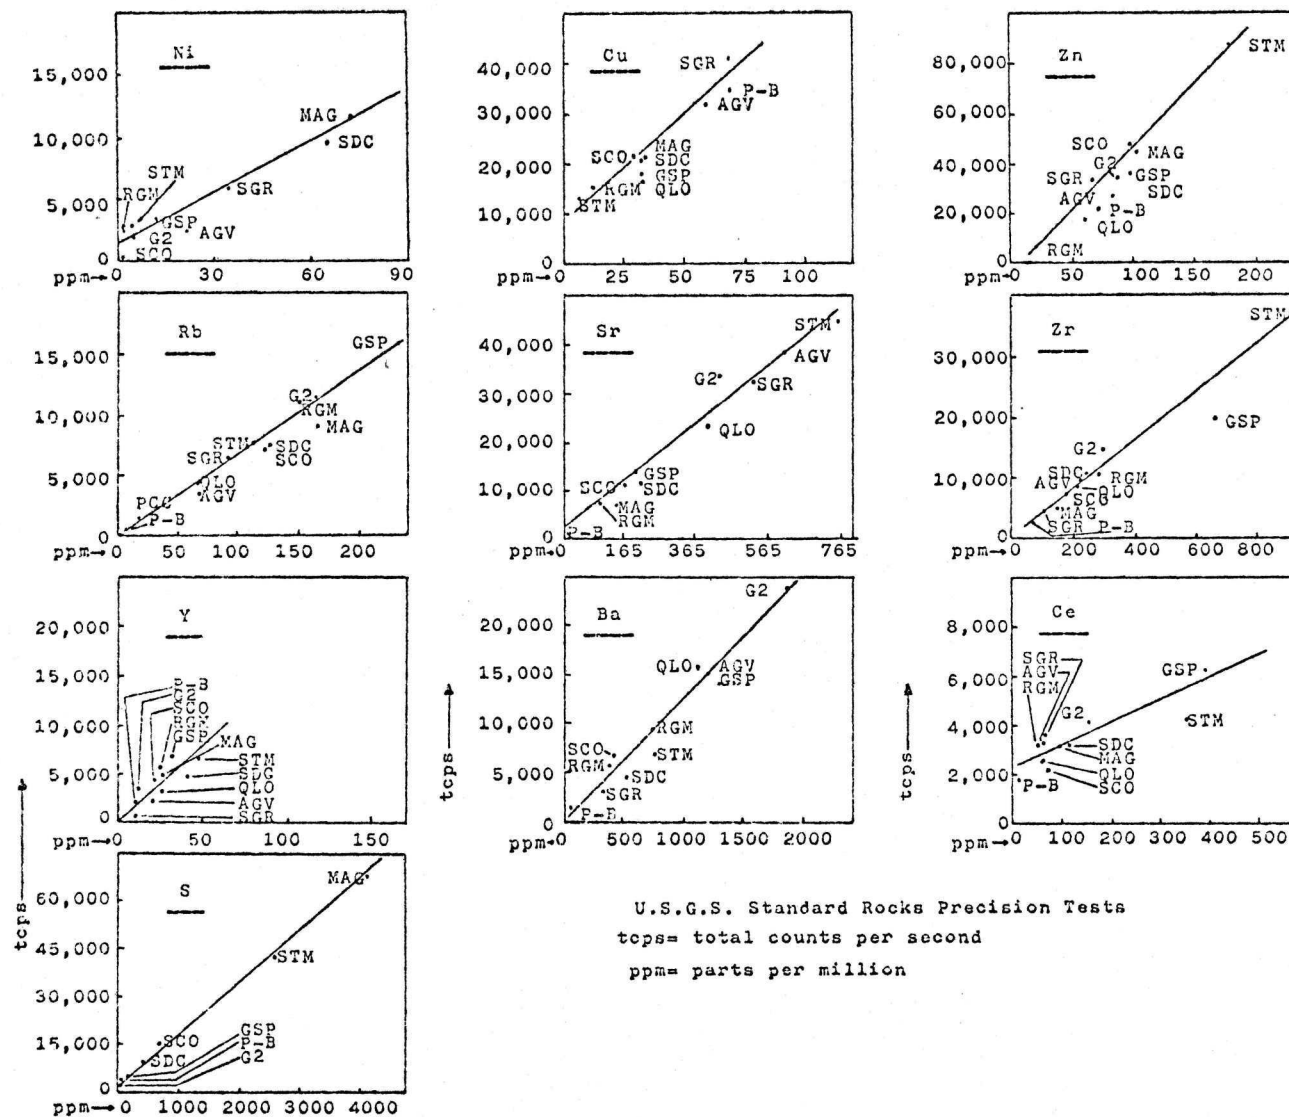 Ni
15,000
10,000
5,000
0
MAG
SDC
STM
RGM
SGR
GSP
G2
AGV
SCO
ppm→
30
60
90
Cu
40,000
30,000
20,000
10,000
0
SGR
P-B
AGV
MAG
SCO
SDC
GSP
RGM
QLO
STM
ppm→
0
25
50
75
100
Zn
80,000
60,000
40,000
20,000
0
STM
SCO
MAG
G2
SGR
GSP
SDC
AGV
P-B
QLO
RGM
ppm→
0
50
100
150
200
Rb
15,000
10,000
5,000
0
GSP
G2
RGM
MAG
STM
SDC
SGR
SCO
QLO
AGV
PCC
P-B
ppm→
0
50
100
150
200
Sr
40,000
30,000
20,000
10,000
0
STM
AGV
G2
SGR
QLO
GSP
SCO
SDC
MAG
RGM
P-B
ppm→
0
165
365
565
765
Zr
30,000
20,000
10,000
5,000
0
STM
GSP
G2
SDC
RGM
AGV
QLO
SCO
MAG
SGR P-B
ppm→
0
200
400
600
800
Y
20,000
15,000
10,000
5,000
0
P-B
G2
SCO
RGM
GSP
MAG
STM
SDC
QLO
AGV
SGR
ppm→
0
50
100
150
tcps
Ba
20,000
15,000
10,000
5,000
0
G2
QLO
AGV
GSP
RGM
SCO
STM
RGM
SDC
SGR
P-B
ppm→
0
500
1000
1500
2000
tcps
Ce
8,000
6,000
4,000
2,000
0
SGR
AGV
RGM
GSP
G2
STM
SDC
MAG
QLO
P-B
SCO
ppm→
0
100
200
300
400
500
tcps
S
60,000
45,000
30,000
15,000
0
MAG
STM
SCO
GSP
SDC
P-B
G2
ppm→
0
1000
2000
3000
4000
U.S.G.S. Standard Rocks Precision Tests
tcps= total counts per second
ppm= parts per million